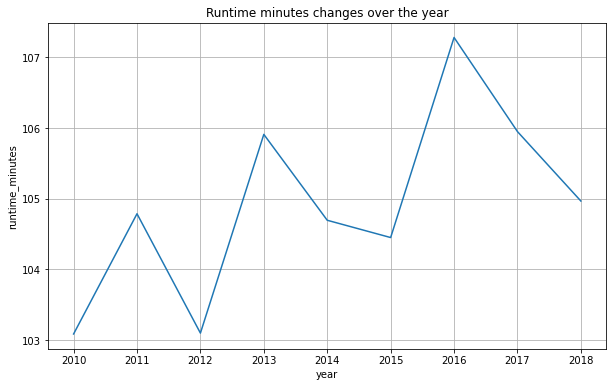 Runtime minutes changes over the year
107
106
105
104
103
runtime_minutes
2010 2011 2012 2013 2014 2015 2016 2017 2018
year